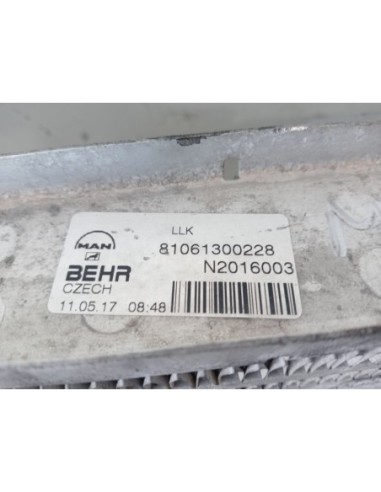 LLK
MAN
81061300228
BEHR
N2016003
CZECH
11.05.17 08:48